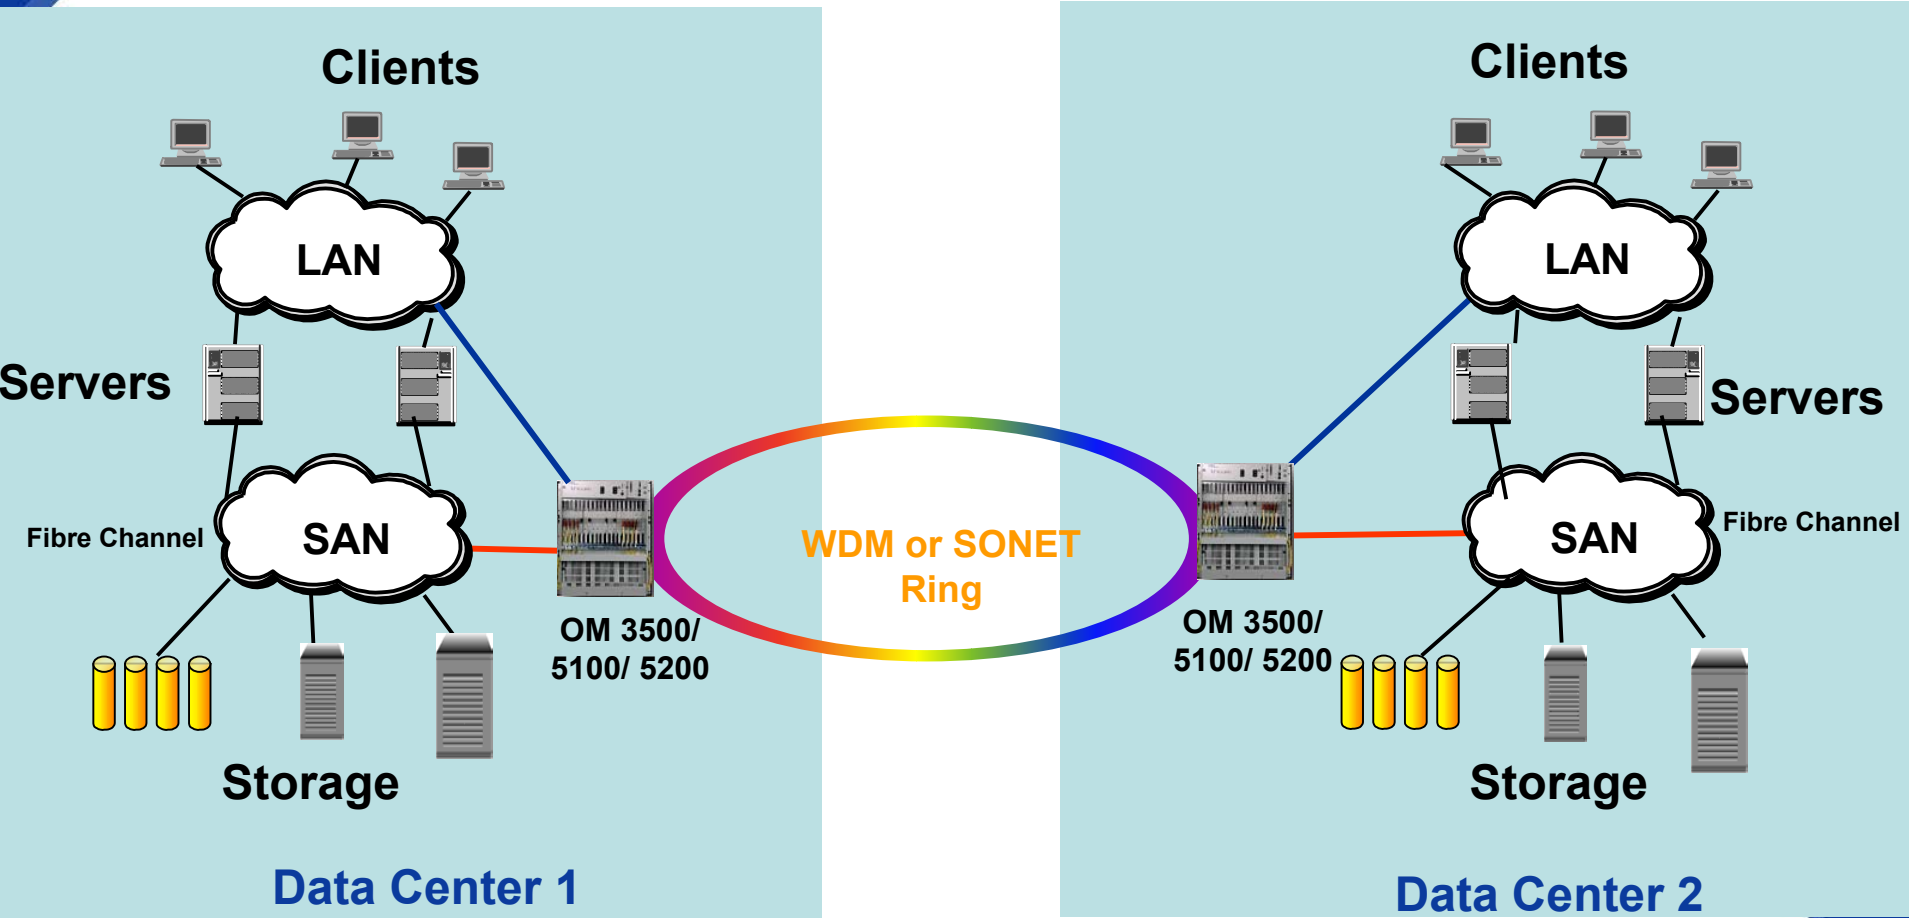 Clients
LAN
Servers
Fibre Channel
SAN
OM 3500/
5100/ 5200
Storage
Data Center 1
WDM or SONET
Ring
Clients
LAN
Servers
SAN
Fibre Channel
OM 3500/
5100/ 5200
Storage
Data Center 2